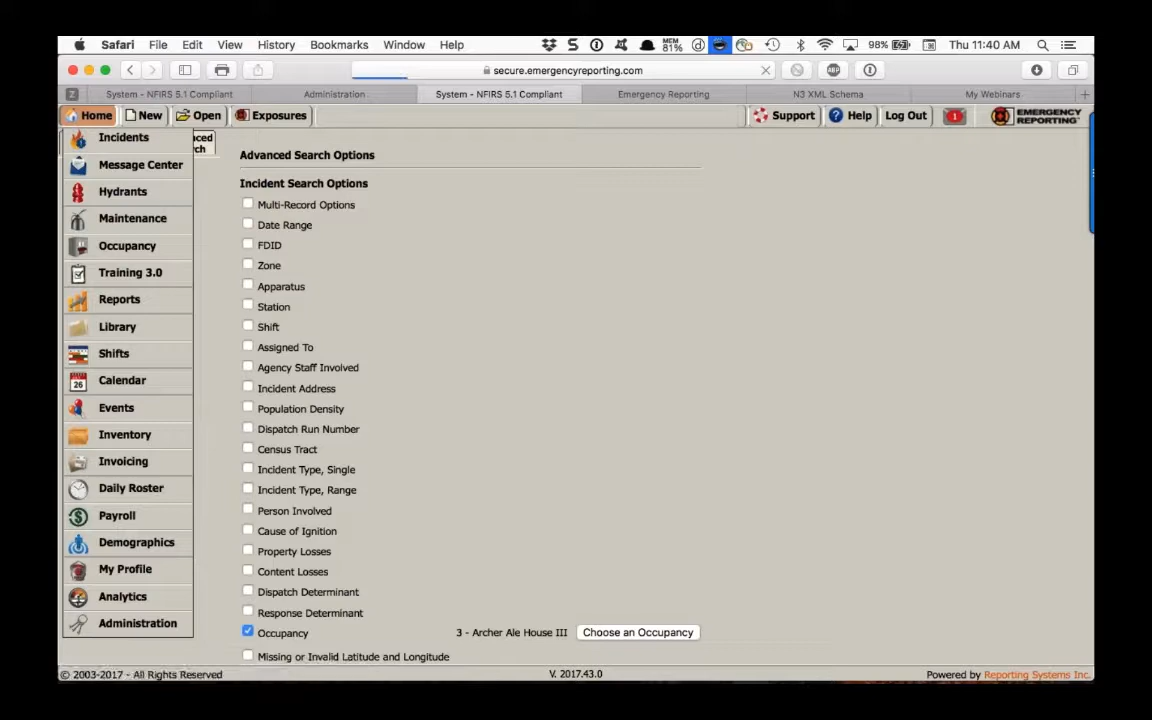 Safari File Edit View History Bookmarks Window Help MEM 81% 98% Thu 11:40 AM
secure.emergencyreporting.com ABP
Z System - NFIRS 5.1 Compliant Administration System - NFIRS 5.1 Compliant Emergency Reporting N3 XML Schema My Webinars
Home New Open Exposures Support Help Log Out 1 EMERGENCY REPORTING
Incidents
Message Center
Hydrants
Maintenance
Occupancy
Training 3.0
Reports
Library
Shifts
26 Calendar
Events
Inventory
Invoicing
Daily Roster
Payroll
Demographics
My Profile
Analytics
Administration
Advanced Search Options
Incident Search Options
Multi-Record Options
Date Range
FDID
Zone
Apparatus
Station
Shift
Assigned To
Agency Staff Involved
Incident Address
Population Density
Dispatch Run Number
Census Tract
Incident Type, Single
Incident Type, Range
Person Involved
Cause of Ignition
Property Losses
Content Losses
Dispatch Determinant
Response Determinant
Occupancy 3 - Archer Ale House III Choose an Occupancy
Missing or Invalid Latitude and Longitude
© 2003-2017 - All Rights Reserved V. 2017.43.0 Powered by Reporting Systems Inc.